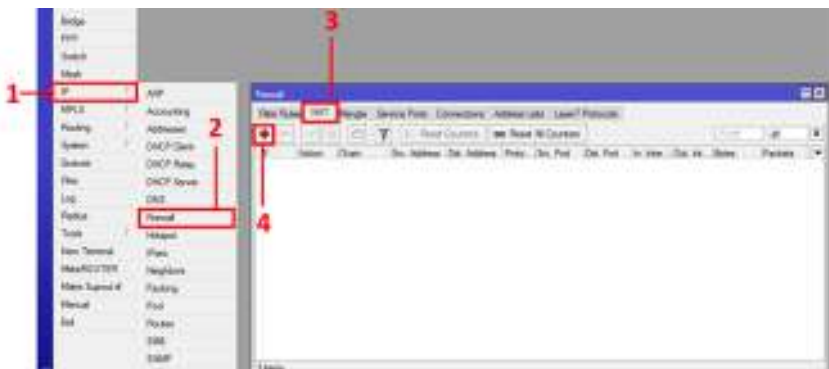 Bridge
PPP
Switch
Mesh
IP
MPLS
Routing
System
Queues
Files
Log
Radius
Tools
New Terminal
MetaROUTER
Make Supout.rif
Manual
Exit
1
ARP
Accounting
Addresses
DHCP Client
DHCP Relay
DHCP Server
DNS
Firewall
Hotspot
IPsec
Neighbors
Packing
Pool
Routes
SMB
SNMP
2
3
Firewall
Filter Rules NAT Mangle Service Ports Connections Address Lists Layer7 Protocols
Reset Counters Reset All Counters Find all
# Action Chain Src. Address Dst. Address Proto... Src. Port Dst. Port In. Inter... Out. Int... Bytes Packets
4